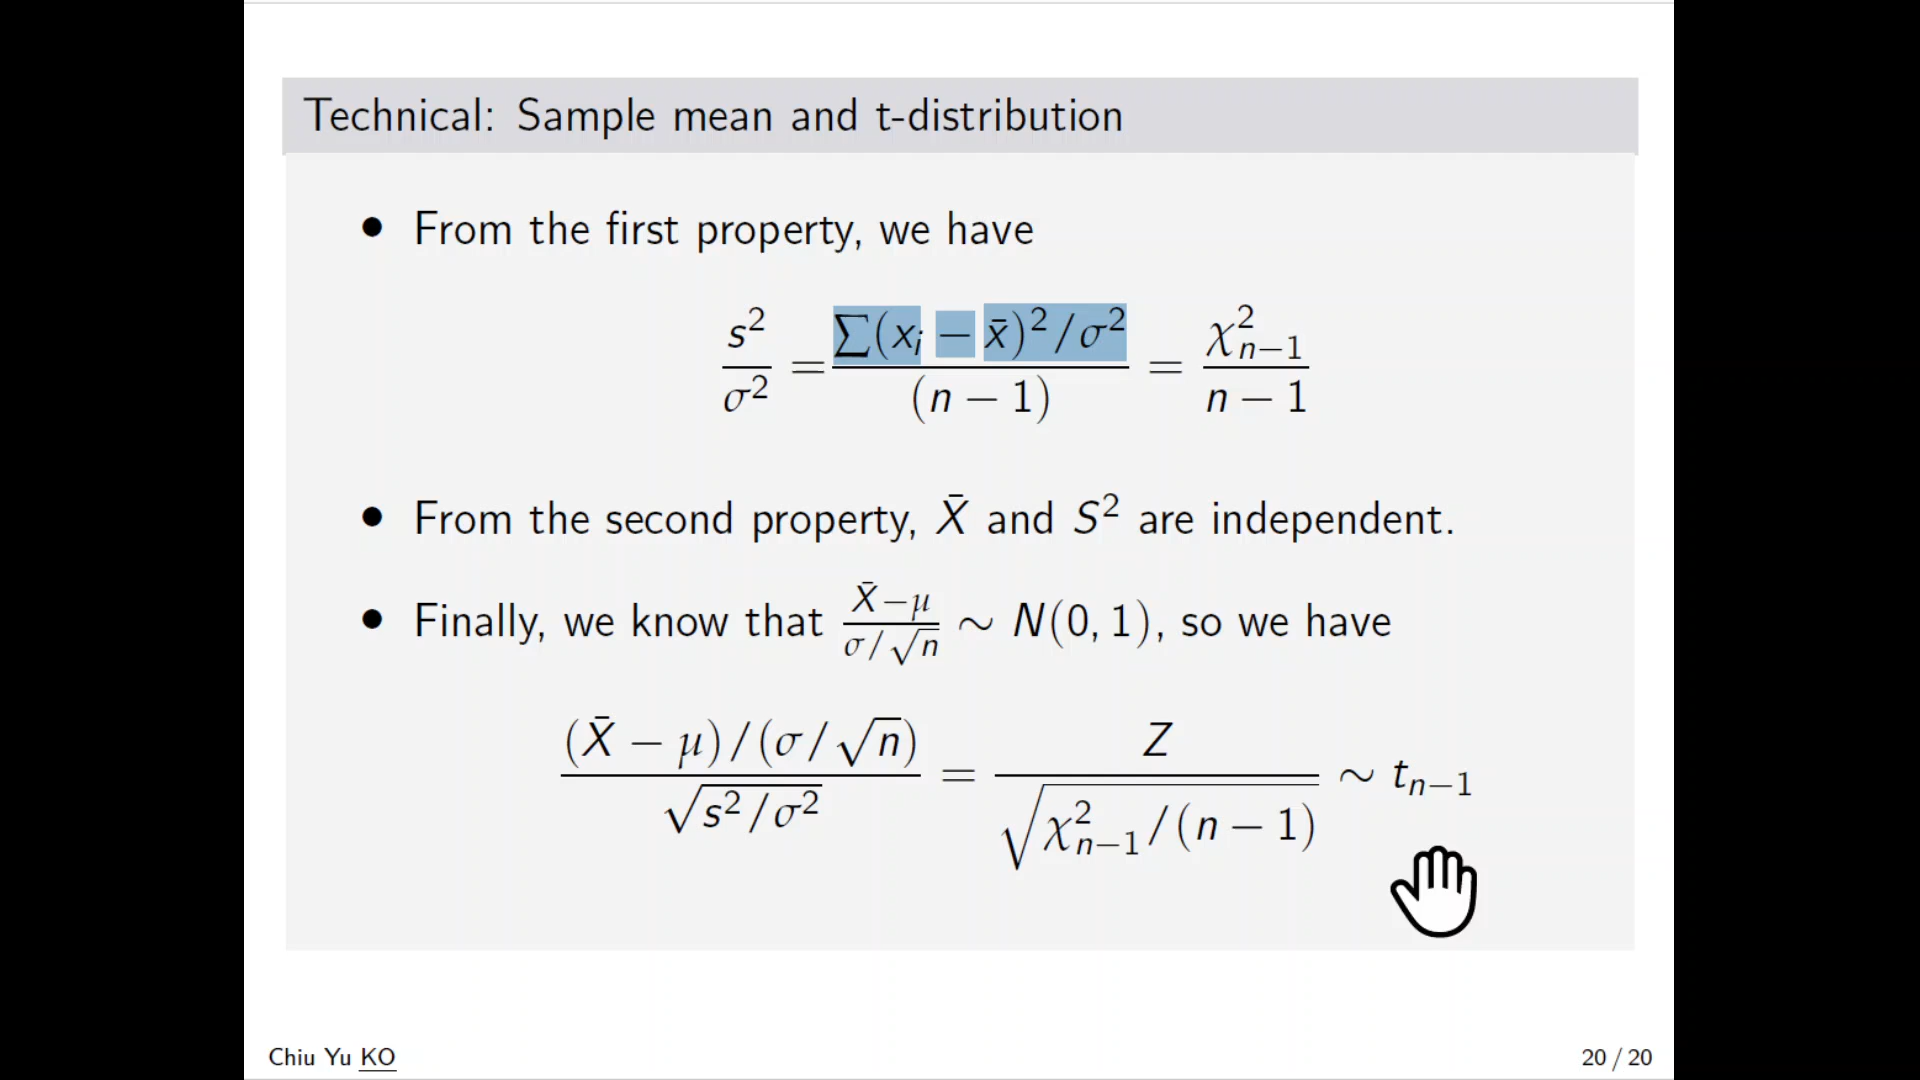 Technical: Sample mean and t-distribution
• From the first property, we have
s²/σ² = ∑(xᵢ − x̄)²/σ² / (n − 1) = χ²ₙ₋₁ / n − 1
• From the second property, X̄ and S² are independent.
• Finally, we know that X̄−μ / σ/√n ∼ N(0, 1), so we have
(X̄ − μ)/(σ/√n) / √s²/σ² = Z / √χ²ₙ₋₁/(n − 1) ∼ tₙ₋₁
Chiu Yu KO
20 / 20